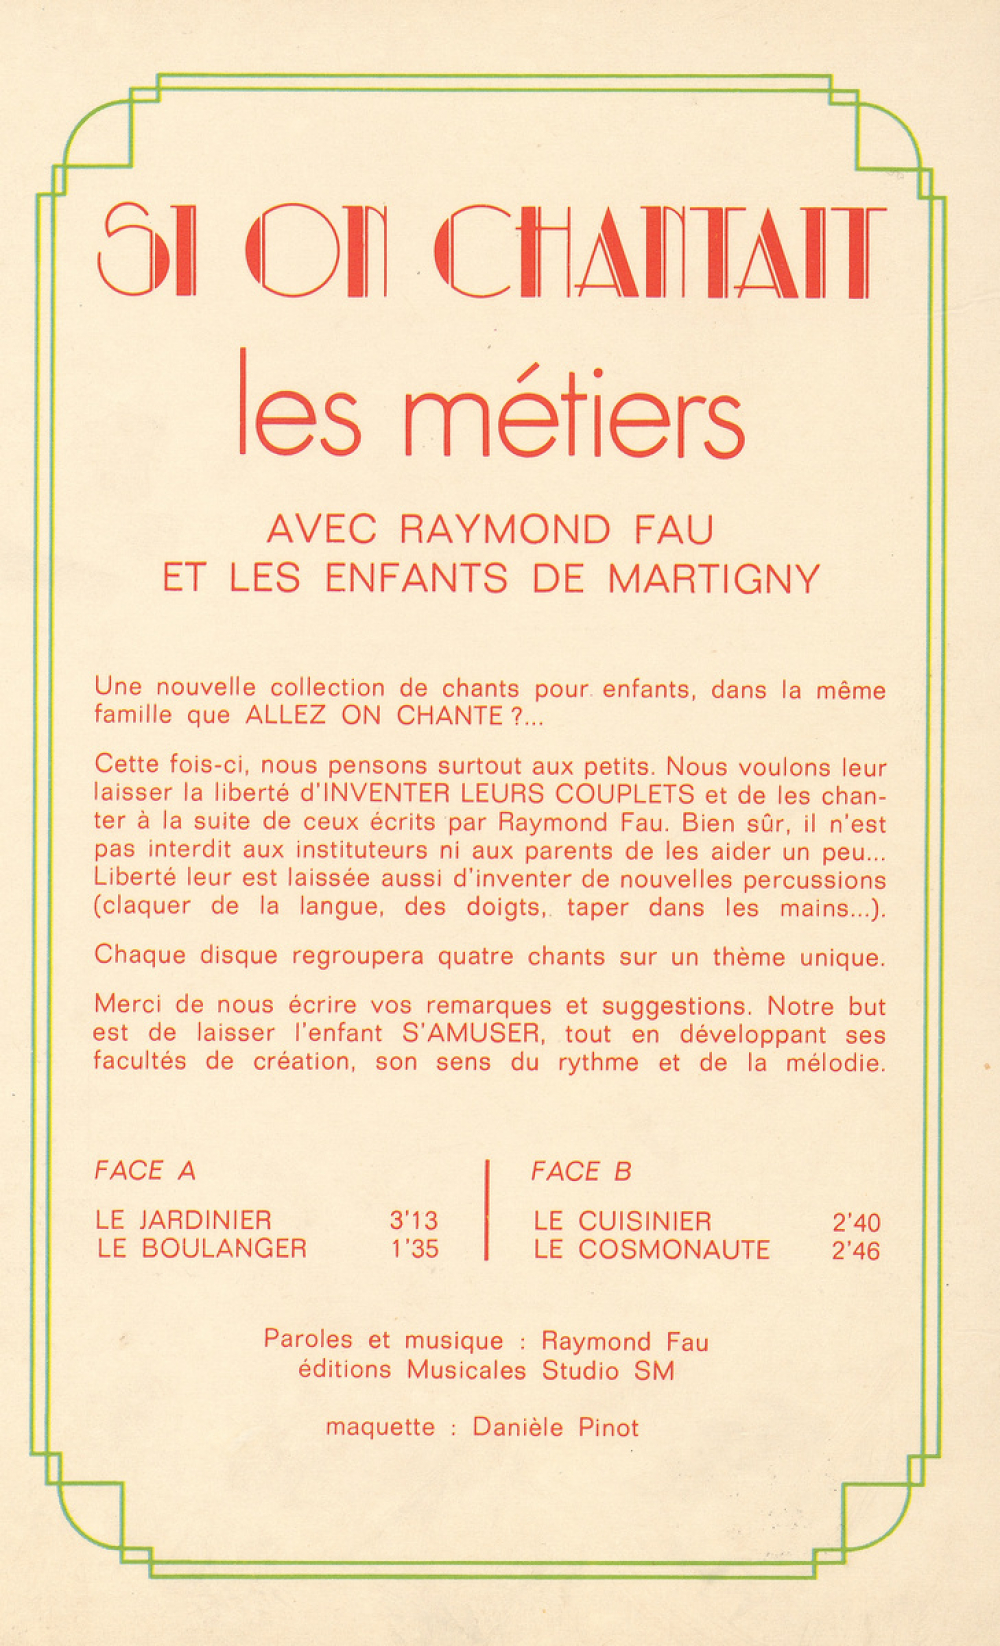 SI ON CHANTAIT
les métiers
AVEC RAYMOND FAU
ET LES ENFANTS DE MARTIGNY
Une nouvelle collection de chants pour enfants, dans la même
famille que ALLEZ ON CHANTE ?...
Cette fois-ci, nous pensons surtout aux petits. Nous voulons leur
laisser la liberté d'INVENTER LEURS COUPLETS et de les chan-
ter à la suite de ceux écrits par Raymond Fau. Bien sûr, il n'est
pas interdit aux instituteurs ni aux parents de les aider un peu...
Liberté leur est laissée aussi d'inventer de nouvelles percussions
(claquer de la langue, des doigts, taper dans les mains...).
Chaque disque regroupera quatre chants sur un thème unique.
Merci de nous écrire vos remarques et suggestions. Notre but
est de laisser l'enfant S'AMUSER, tout en développant ses
facultés de création, son sens du rythme et de la mélodie.
FACE A
LE JARDINIER 3'13
LE BOULANGER 1'35
FACE B
LE CUISINIER 2'40
LE COSMONAUTE 2'46
Paroles et musique : Raymond Fau
éditions Musicales Studio SM
maquette : Danièle Pinot